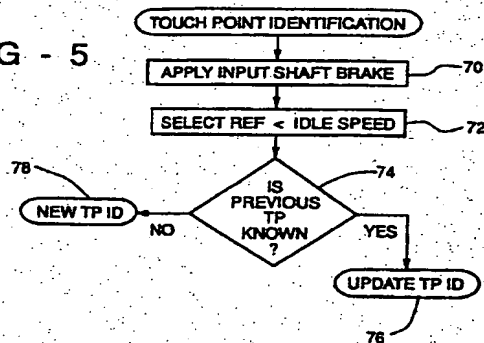 G - 5
TOUCH POINT IDENTIFICATION
APPLY INPUT SHAFT BRAKE
70
SELECT REF < IDLE SPEED
72
78
74
IS
PREVIOUS
TP
KNOWN
?
NEW TP ID
NO
YES
UPDATE TP ID
76